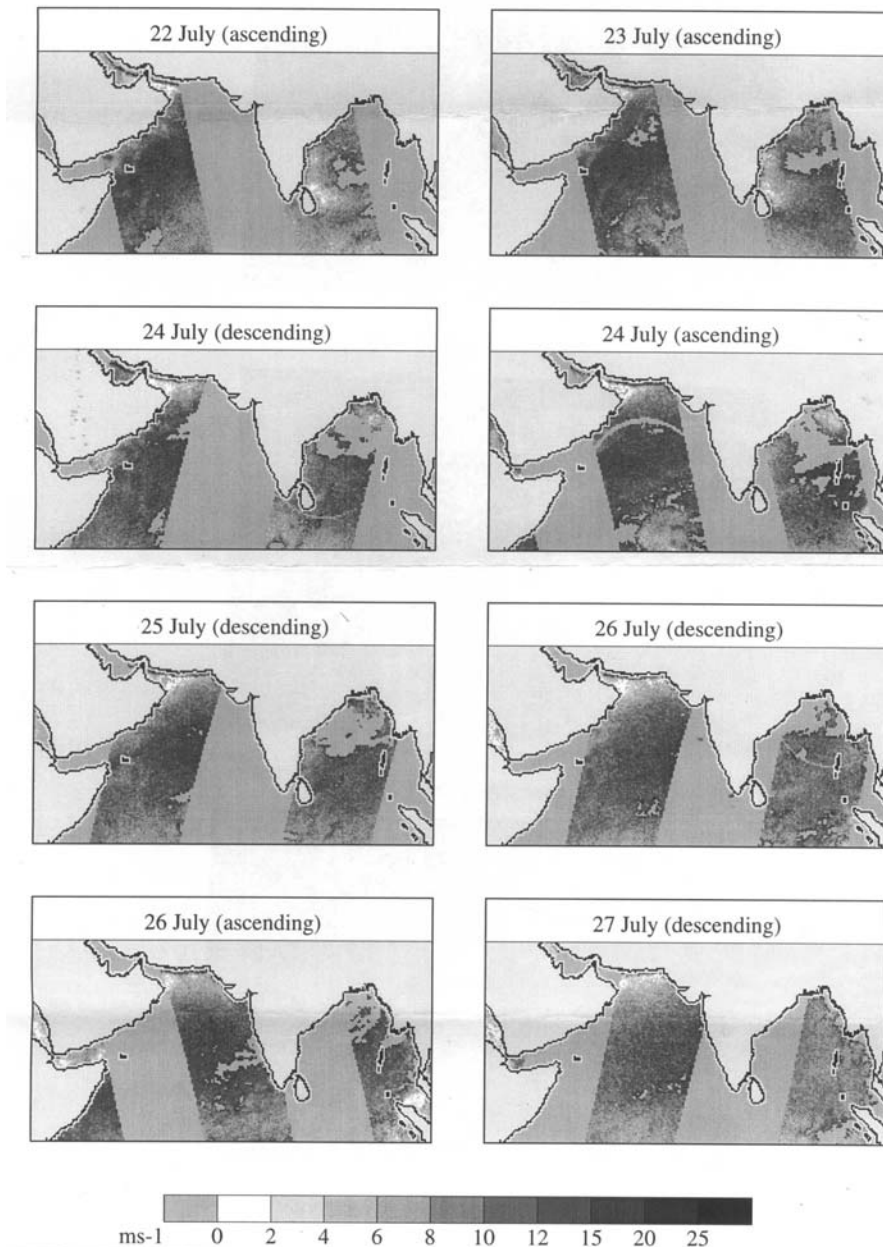 22 July (ascending)
23 July (ascending)
24 July (descending)
24 July (ascending)
25 July (descending)
26 July (descending)
26 July (ascending)
27 July (descending)
ms-1 0 2 4 6 8 10 12 15 20 25